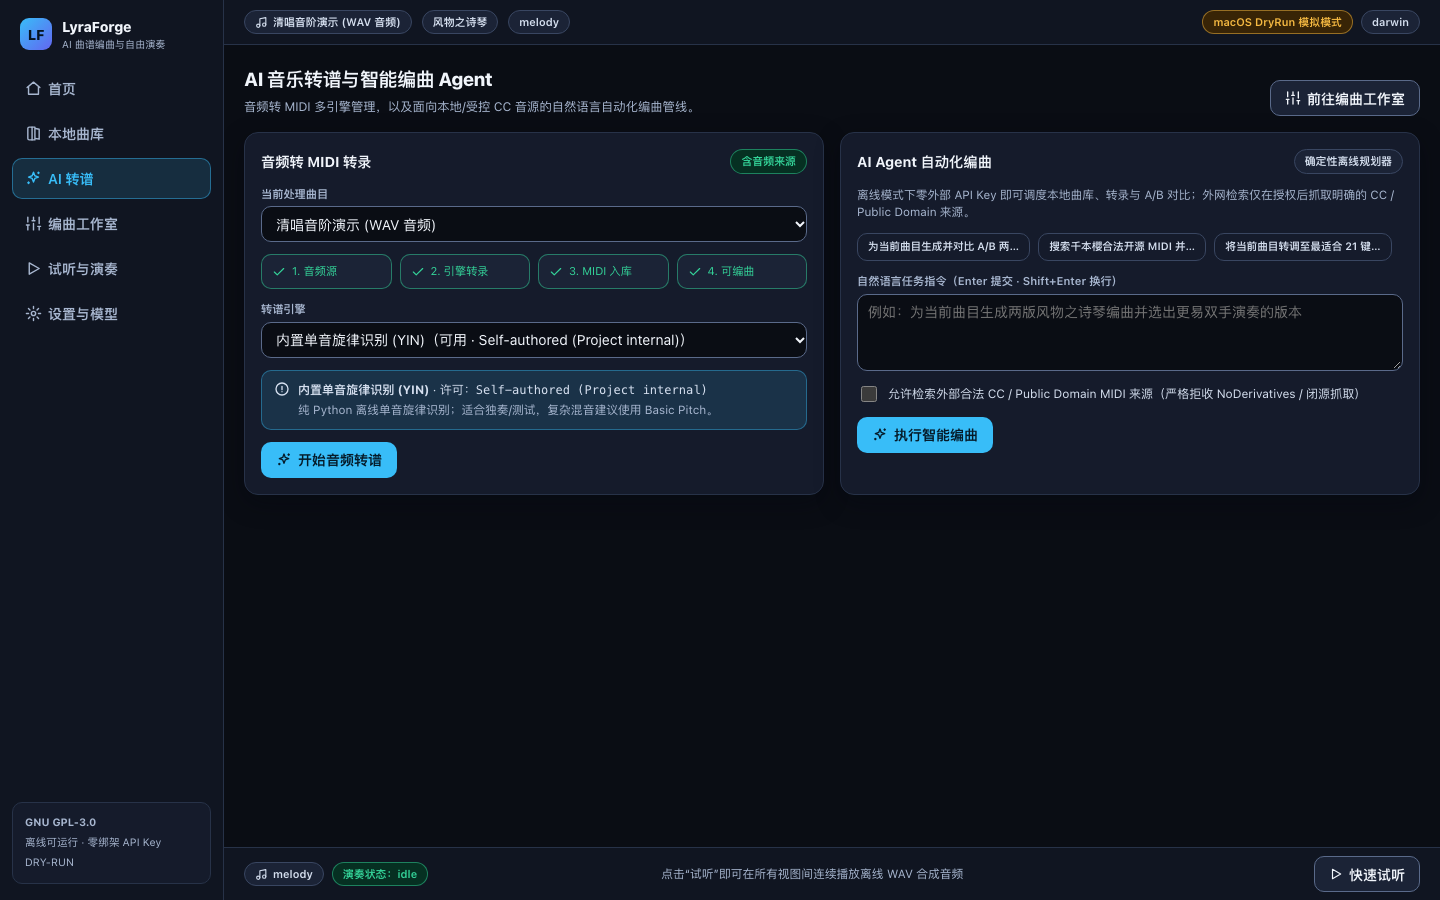 LF
LyraForge
AI 曲谱编曲与自由演奏
首页
本地曲库
AI 转谱
编曲工作室
试听与演奏
设置与模型
GNU GPL-3.0
离线可运行 · 零绑架 API Key
DRY-RUN
清唱音阶演示 (WAV 音频)
风物之诗琴
melody
macOS DryRun 模拟模式
darwin
AI 音乐转谱与智能编曲 Agent
音频转 MIDI 多引擎管理，以及面向本地/受控 CC 音源的自然语言自动化编曲管线。
前往编曲工作室
音频转 MIDI 转录
含音频来源
当前处理曲目
清唱音阶演示 (WAV 音频)
1. 音频源
2. 引擎转录
3. MIDI 入库
4. 可编曲
转谱引擎
内置单音旋律识别 (YIN)（可用 · Self-authored (Project internal)）
内置单音旋律识别 (YIN) · 许可：Self-authored (Project internal)
纯 Python 离线单音旋律识别；适合独奏/测试，复杂混音建议使用 Basic Pitch。
开始音频转谱
AI Agent 自动化编曲
确定性离线规划器
离线模式下零外部 API Key 即可调度本地曲库、转录与 A/B 对比；外网检索仅在授权后抓取明确的 CC /
Public Domain 来源。
为当前曲目生成并对比 A/B 两...
搜索千本樱合法开源 MIDI 并...
将当前曲目转调至最适合 21 键...
自然语言任务指令（Enter 提交 · Shift+Enter 换行）
例如：为当前曲目生成两版风物之诗琴编曲并选出更易双手演奏的版本
允许检索外部合法 CC / Public Domain MIDI 来源（严格拒收 NoDerivatives / 闭源抓取）
执行智能编曲
melody
演奏状态：idle
点击“试听”即可在所有视图间连续播放离线 WAV 合成音频
快速试听